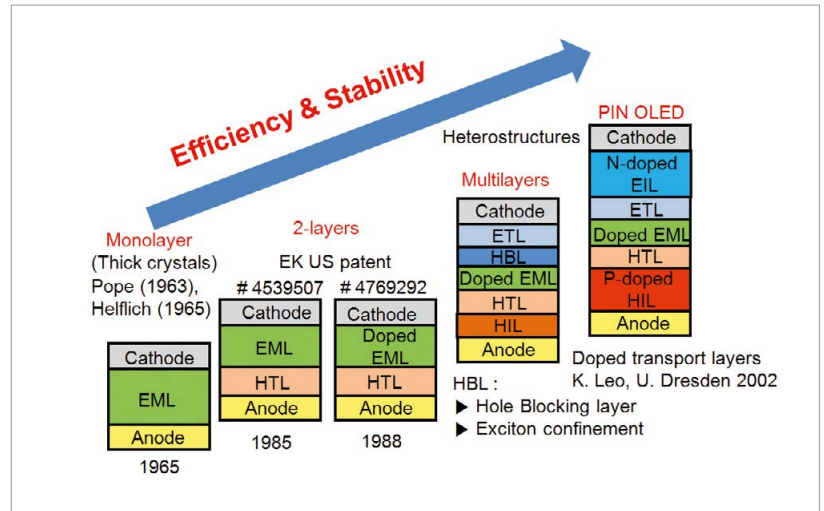 Efficiency & Stability
Monolayer
(Thick crystals)
Pope (1963),
Helflich (1965)
Cathode
EML
Anode
1965
2-layers
EK US patent
# 4539507
Cathode
EML
HTL
Anode
1985
# 4769292
Cathode
Doped
EML
HTL
Anode
1988
Heterostructures
Multilayers
Cathode
ETL
HBL
Doped EML
HTL
HIL
Anode
HBL :
▶ Hole Blocking layer
▶ Exciton confinement
PIN OLED
Cathode
N-doped
EIL
ETL
Doped EML
HTL
P-doped
HIL
Anode
Doped transport layers
K. Leo, U. Dresden 2002